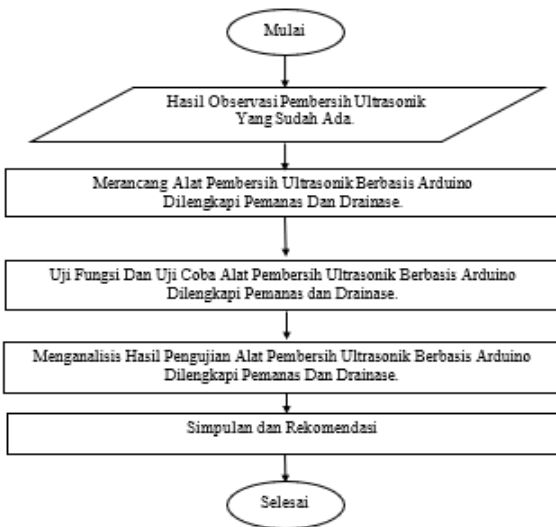 Mulai
Hasil Observasi Pembersih Ultrasonik
Yang Sudah Ada.
Merancang Alat Pembersih Ultrasonik Berbasis Arduino
Dilengkapi Pemanas Dan Drainase.
Uji Fungsi Dan Uji Coba Alat Pembersih Ultrasonik Berbasis Arduino
Dilengkapi Pemanas dan Drainase.
Menganalisis Hasil Pengujian Alat Pembersih Ultrasonik Berbasis Arduino
Dilengkapi Pemanas Dan Drainase.
Simpulan dan Rekomendasi
Selesai